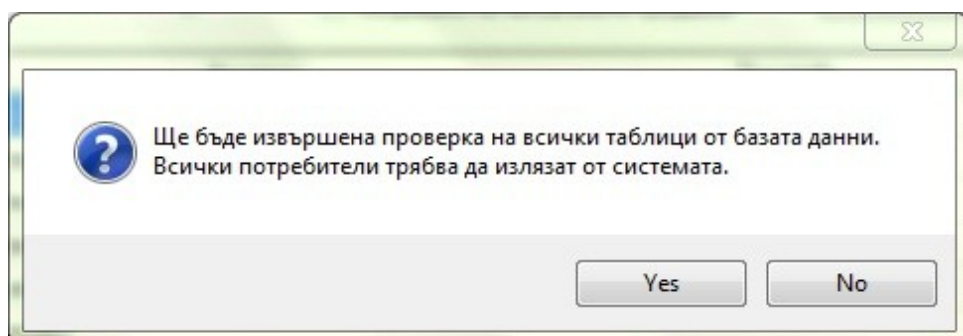 Ще бъде извършена проверка на всички таблици от базата данни.
Всички потребители трябва да излязат от системата.
Yes No